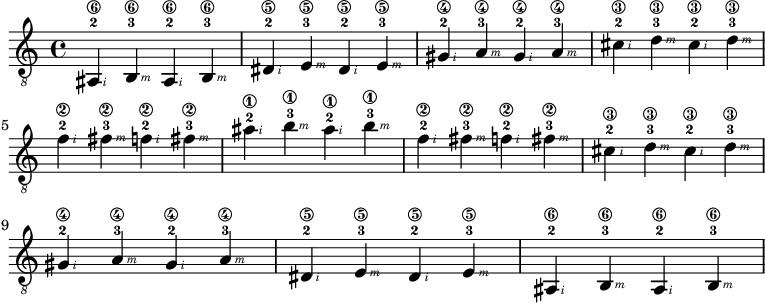 ⑥ ⑥ ⑥ ⑥ ⑤ ⑤ ⑤ ⑤ ④ ④ ④ ④ ③ ③ ③ ③
2 3 2 3 2 3 2 3 2 3 2 3 2 3 2 3
i m i m i m i m i m i m i m i m
8
② ② ② ② ① ① ① ① ② ② ② ② ③ ③ ③ ③
5 2 3 2 3 2 3 2 3 2 3 2 3 2 3 2 3
i m i m i m i m i m i m i m i m
8
④ ④ ④ ④ ⑤ ⑤ ⑤ ⑤ ⑥ ⑥ ⑥ ⑥
9 2 3 2 3 2 3 2 3 2 3 2 3
i m i m i m i m i m i m
8